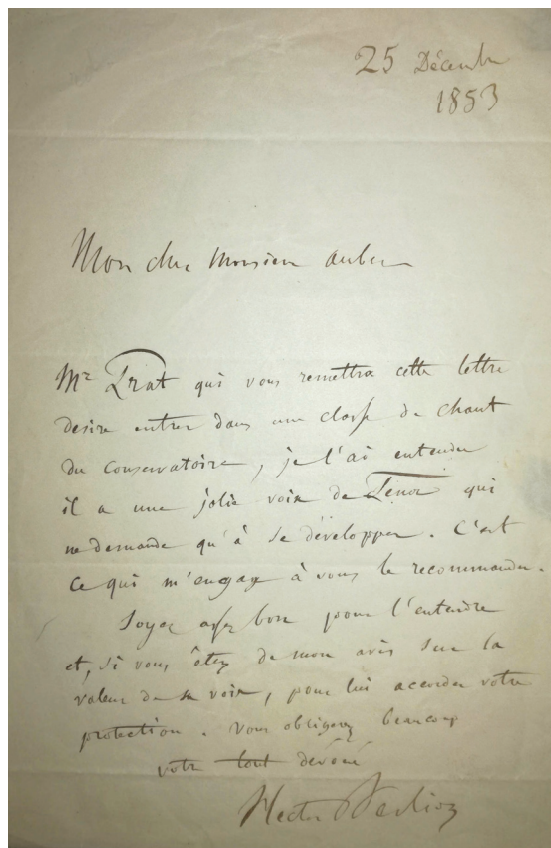 25 Décembre
1853
Mon cher Monsieur auber
Mr Prat qui vous remettra cette lettre
desire entrer dans une classe de chant
du conservatoire, je l'ai entendu
il a une jolie voix de Tenor qui
ne demande qu'à se développer. C'est
ce qui m'engage à vous le recommander.
Soyez assez bon pour l'entendre
et, si vous êtes de mon avis sur la
valeur de sa voix, pour lui accorder votre
protection. Vous obligerez beaucoup
votre tout dévoué
Hector Berlioz